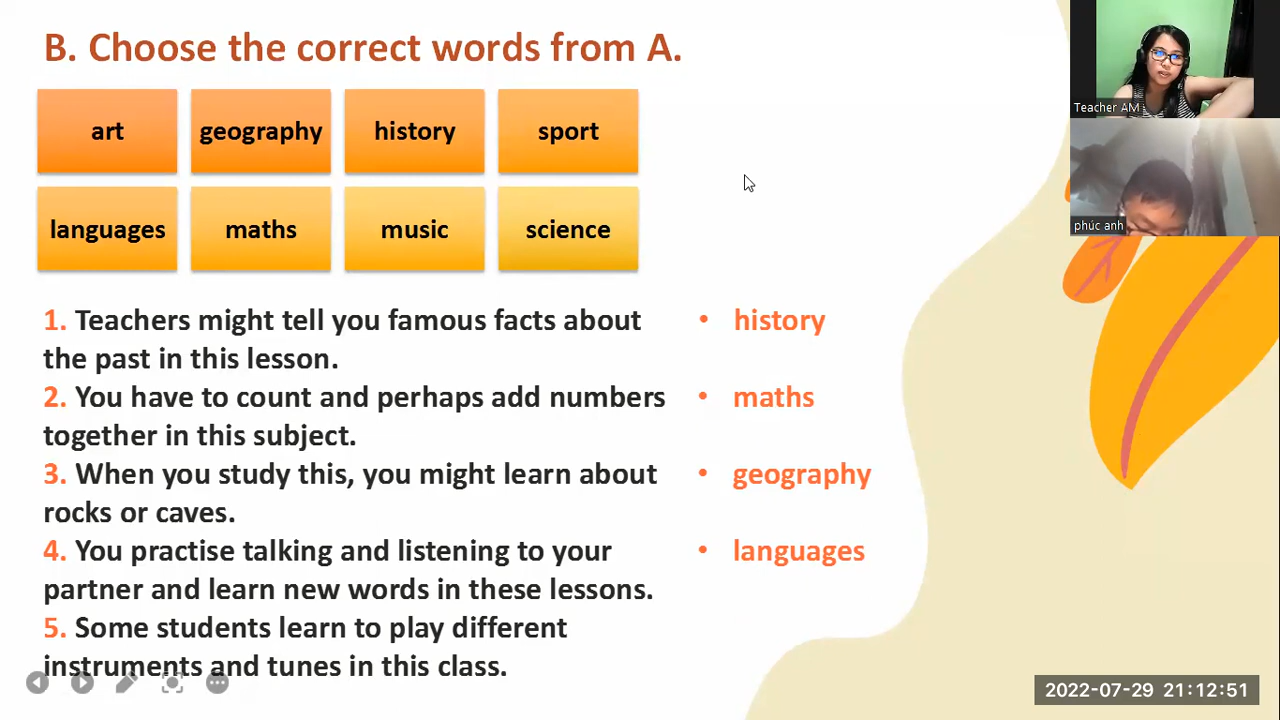 B. Choose the correct words from A.
art
geography
history
sport
languages
maths
music
science
1. Teachers might tell you famous facts about
the past in this lesson.
• history
2. You have to count and perhaps add numbers
together in this subject.
• maths
3. When you study this, you might learn about
rocks or caves.
• geography
4. You practise talking and listening to your
partner and learn new words in these lessons.
• languages
5. Some students learn to play different
instruments and tunes in this class.
Teacher AM
phúc anh
2022-07-29 21:12:51